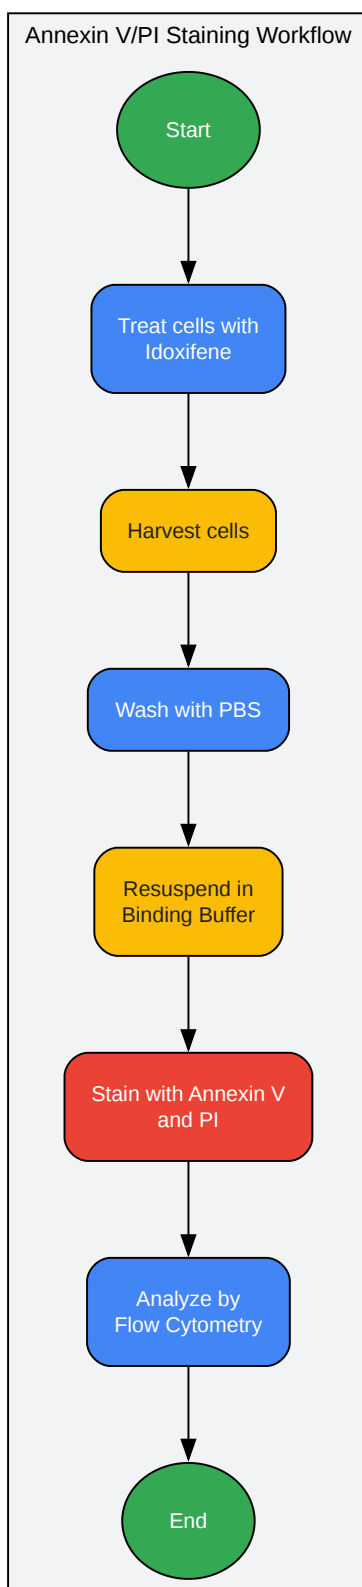 Annexin V/PI Staining Workflow
Start
Treat cells with
Idoxifene
Harvest cells
Wash with PBS
Resuspend in
Binding Buffer
Stain with Annexin V
and PI
Analyze by
Flow Cytometry
End